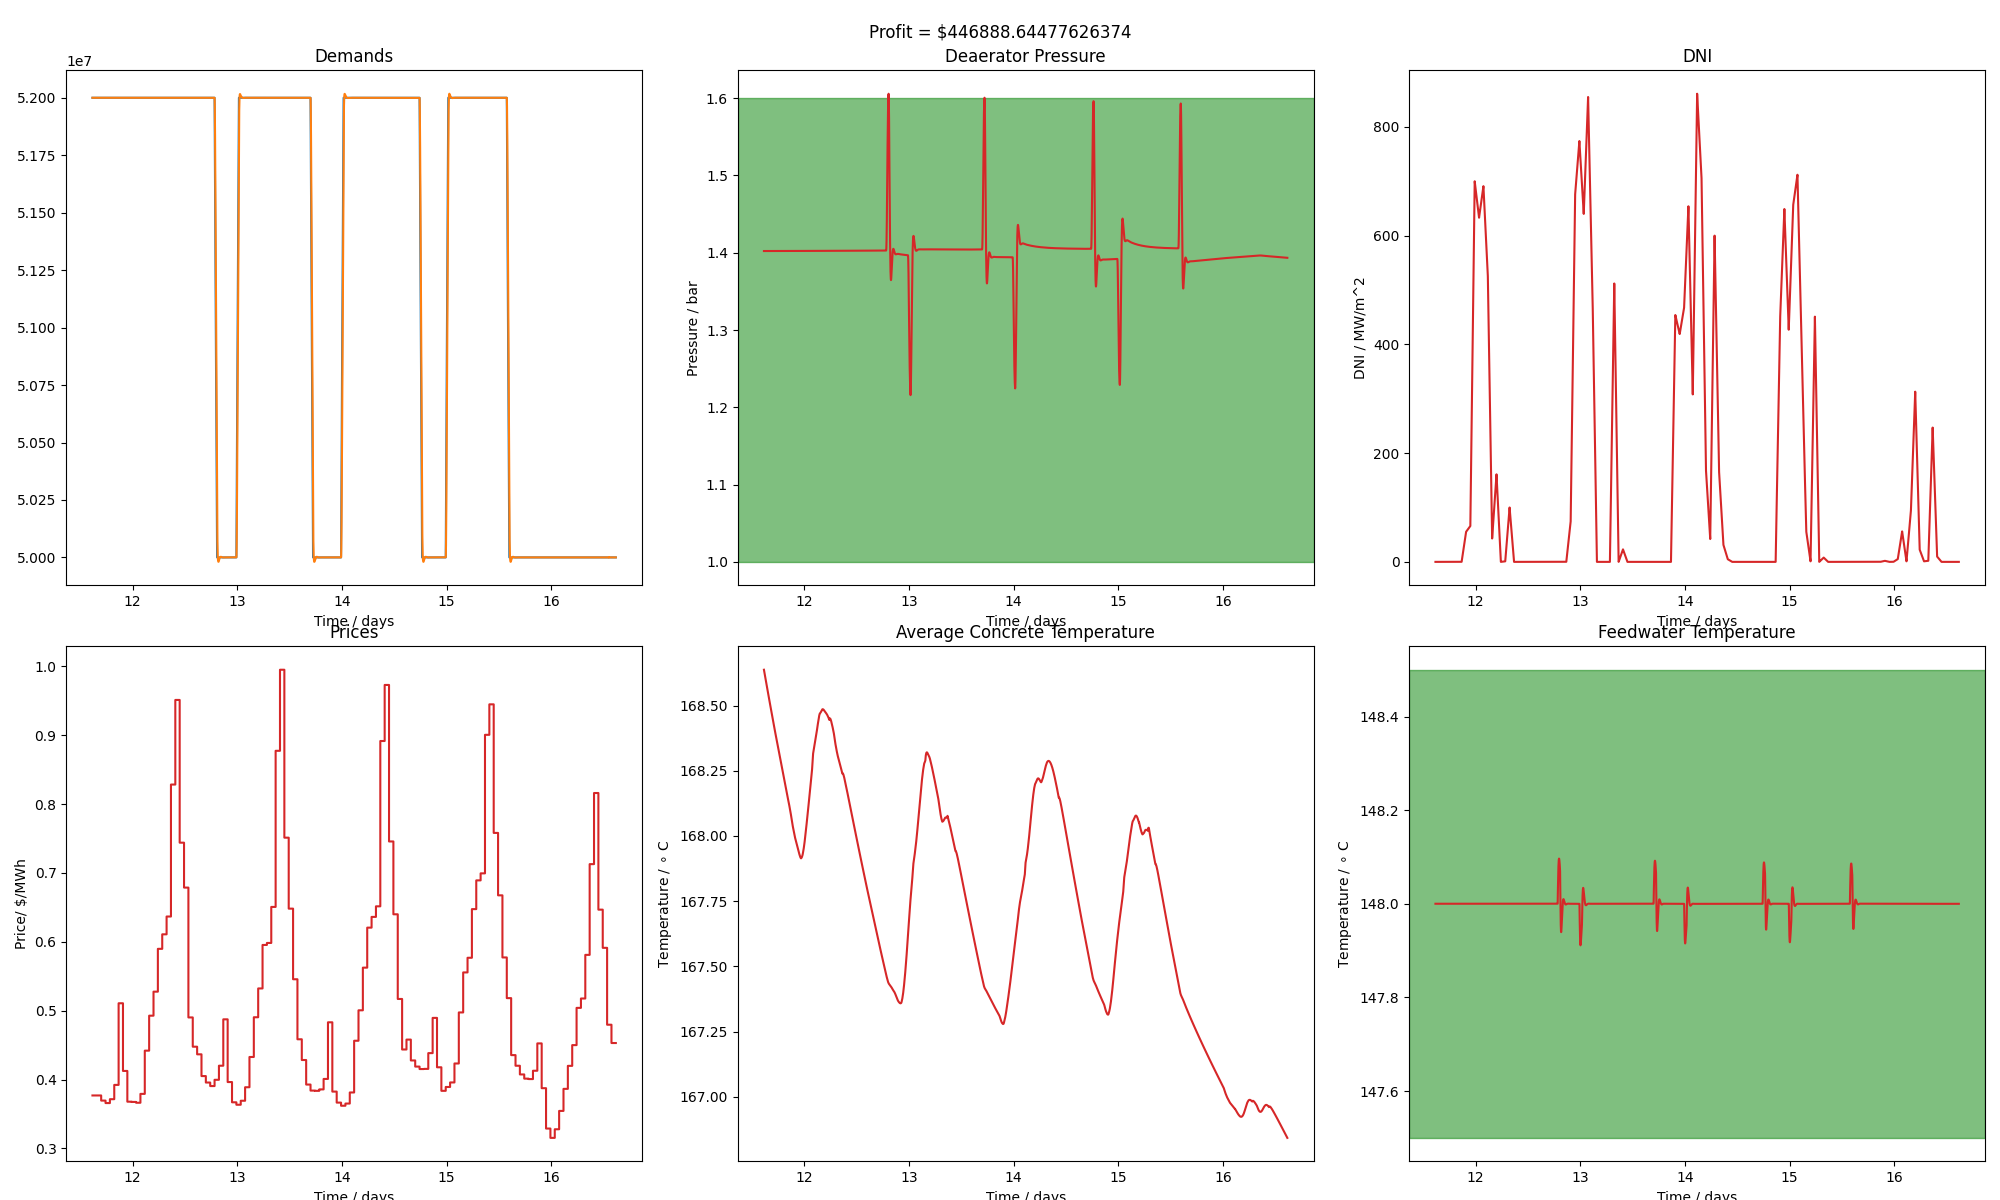 Profit = $446888.64477626374
Demands
1e7
5.200
5.175
5.150
5.125
5.100
5.075
5.050
5.025
5.000
12 13 14 15 16
Time / days
Deaerator Pressure
Pressure / bar
1.6
1.5
1.4
1.3
1.2
1.1
1.0
12 13 14 15 16
Time / days
DNI
DNI / MW/m^2
800
600
400
200
0
12 13 14 15 16
Time / days
Prices
Price/ $/MWh
1.0
0.9
0.8
0.7
0.6
0.5
0.4
0.3
12 13 14 15 16
Time / days
Average Concrete Temperature
Temperature / ∘ C
168.50
168.25
168.00
167.75
167.50
167.25
167.00
12 13 14 15 16
Time / days
Feedwater Temperature
Temperature / ∘ C
148.4
148.2
148.0
147.8
147.6
12 13 14 15 16
Time / days